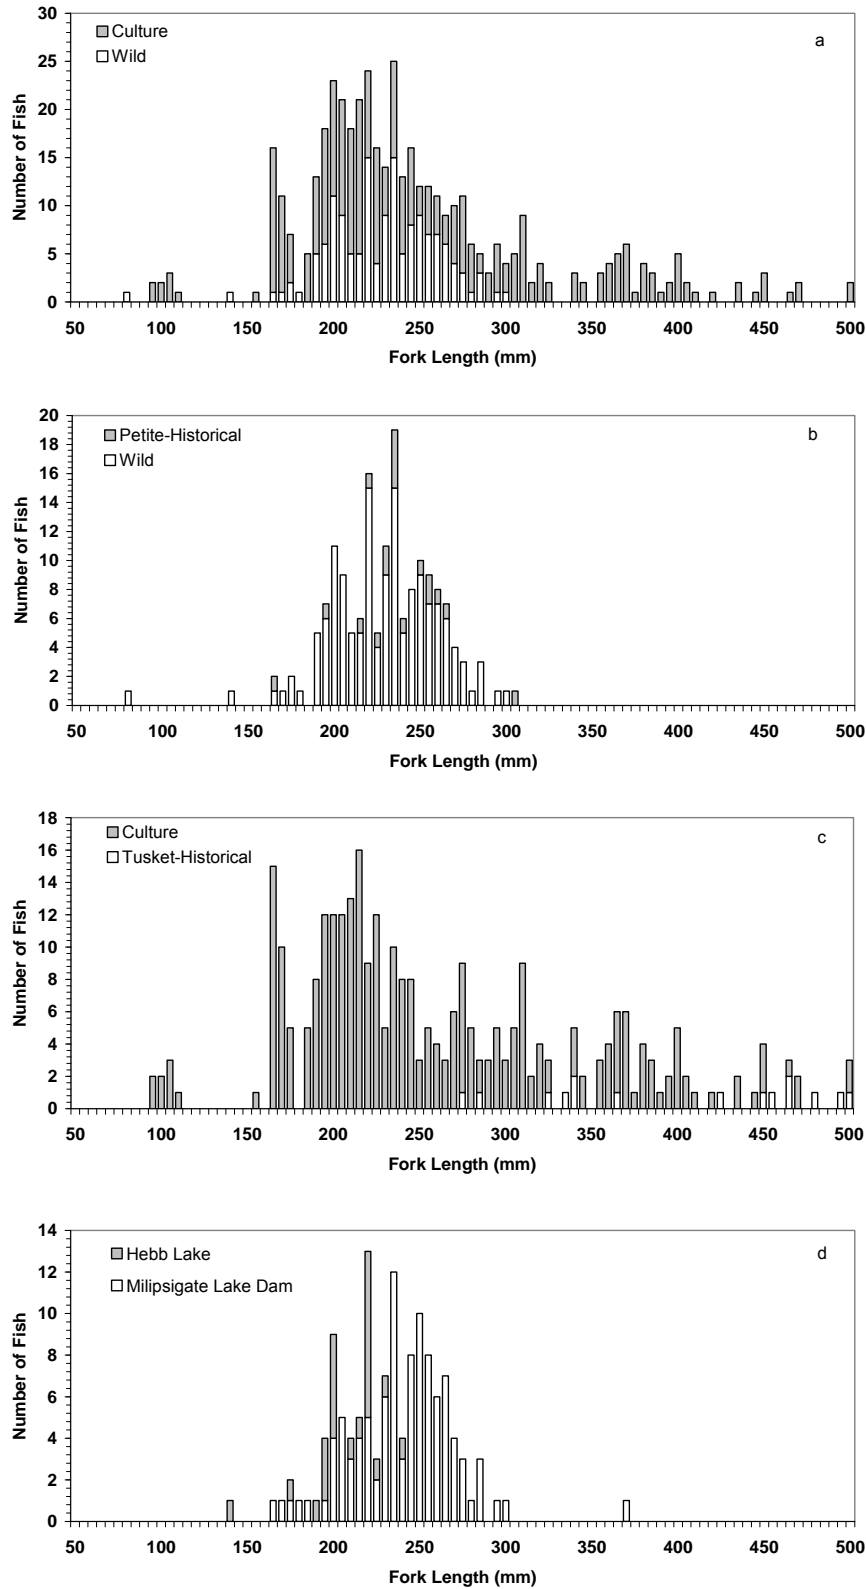 30
25
20
15
10
5
0
Number of Fish
Culture
Wild
a
50 100 150 200 250 300 350 400 450 500
Fork Length (mm)
20
18
16
14
12
10
8
6
4
2
0
Number of Fish
Petite-Historical
Wild
b
50 100 150 200 250 300 350 400 450 500
Fork Length (mm)
18
16
14
12
10
8
6
4
2
0
Number of Fish
Culture
Tusket-Historical
c
50 100 150 200 250 300 350 400 450 500
Fork Length (mm)
14
12
10
8
6
4
2
0
Number of Fish
Hebb Lake
Milipsigate Lake Dam
d
50 100 150 200 250 300 350 400 450 500
Fork Length (mm)